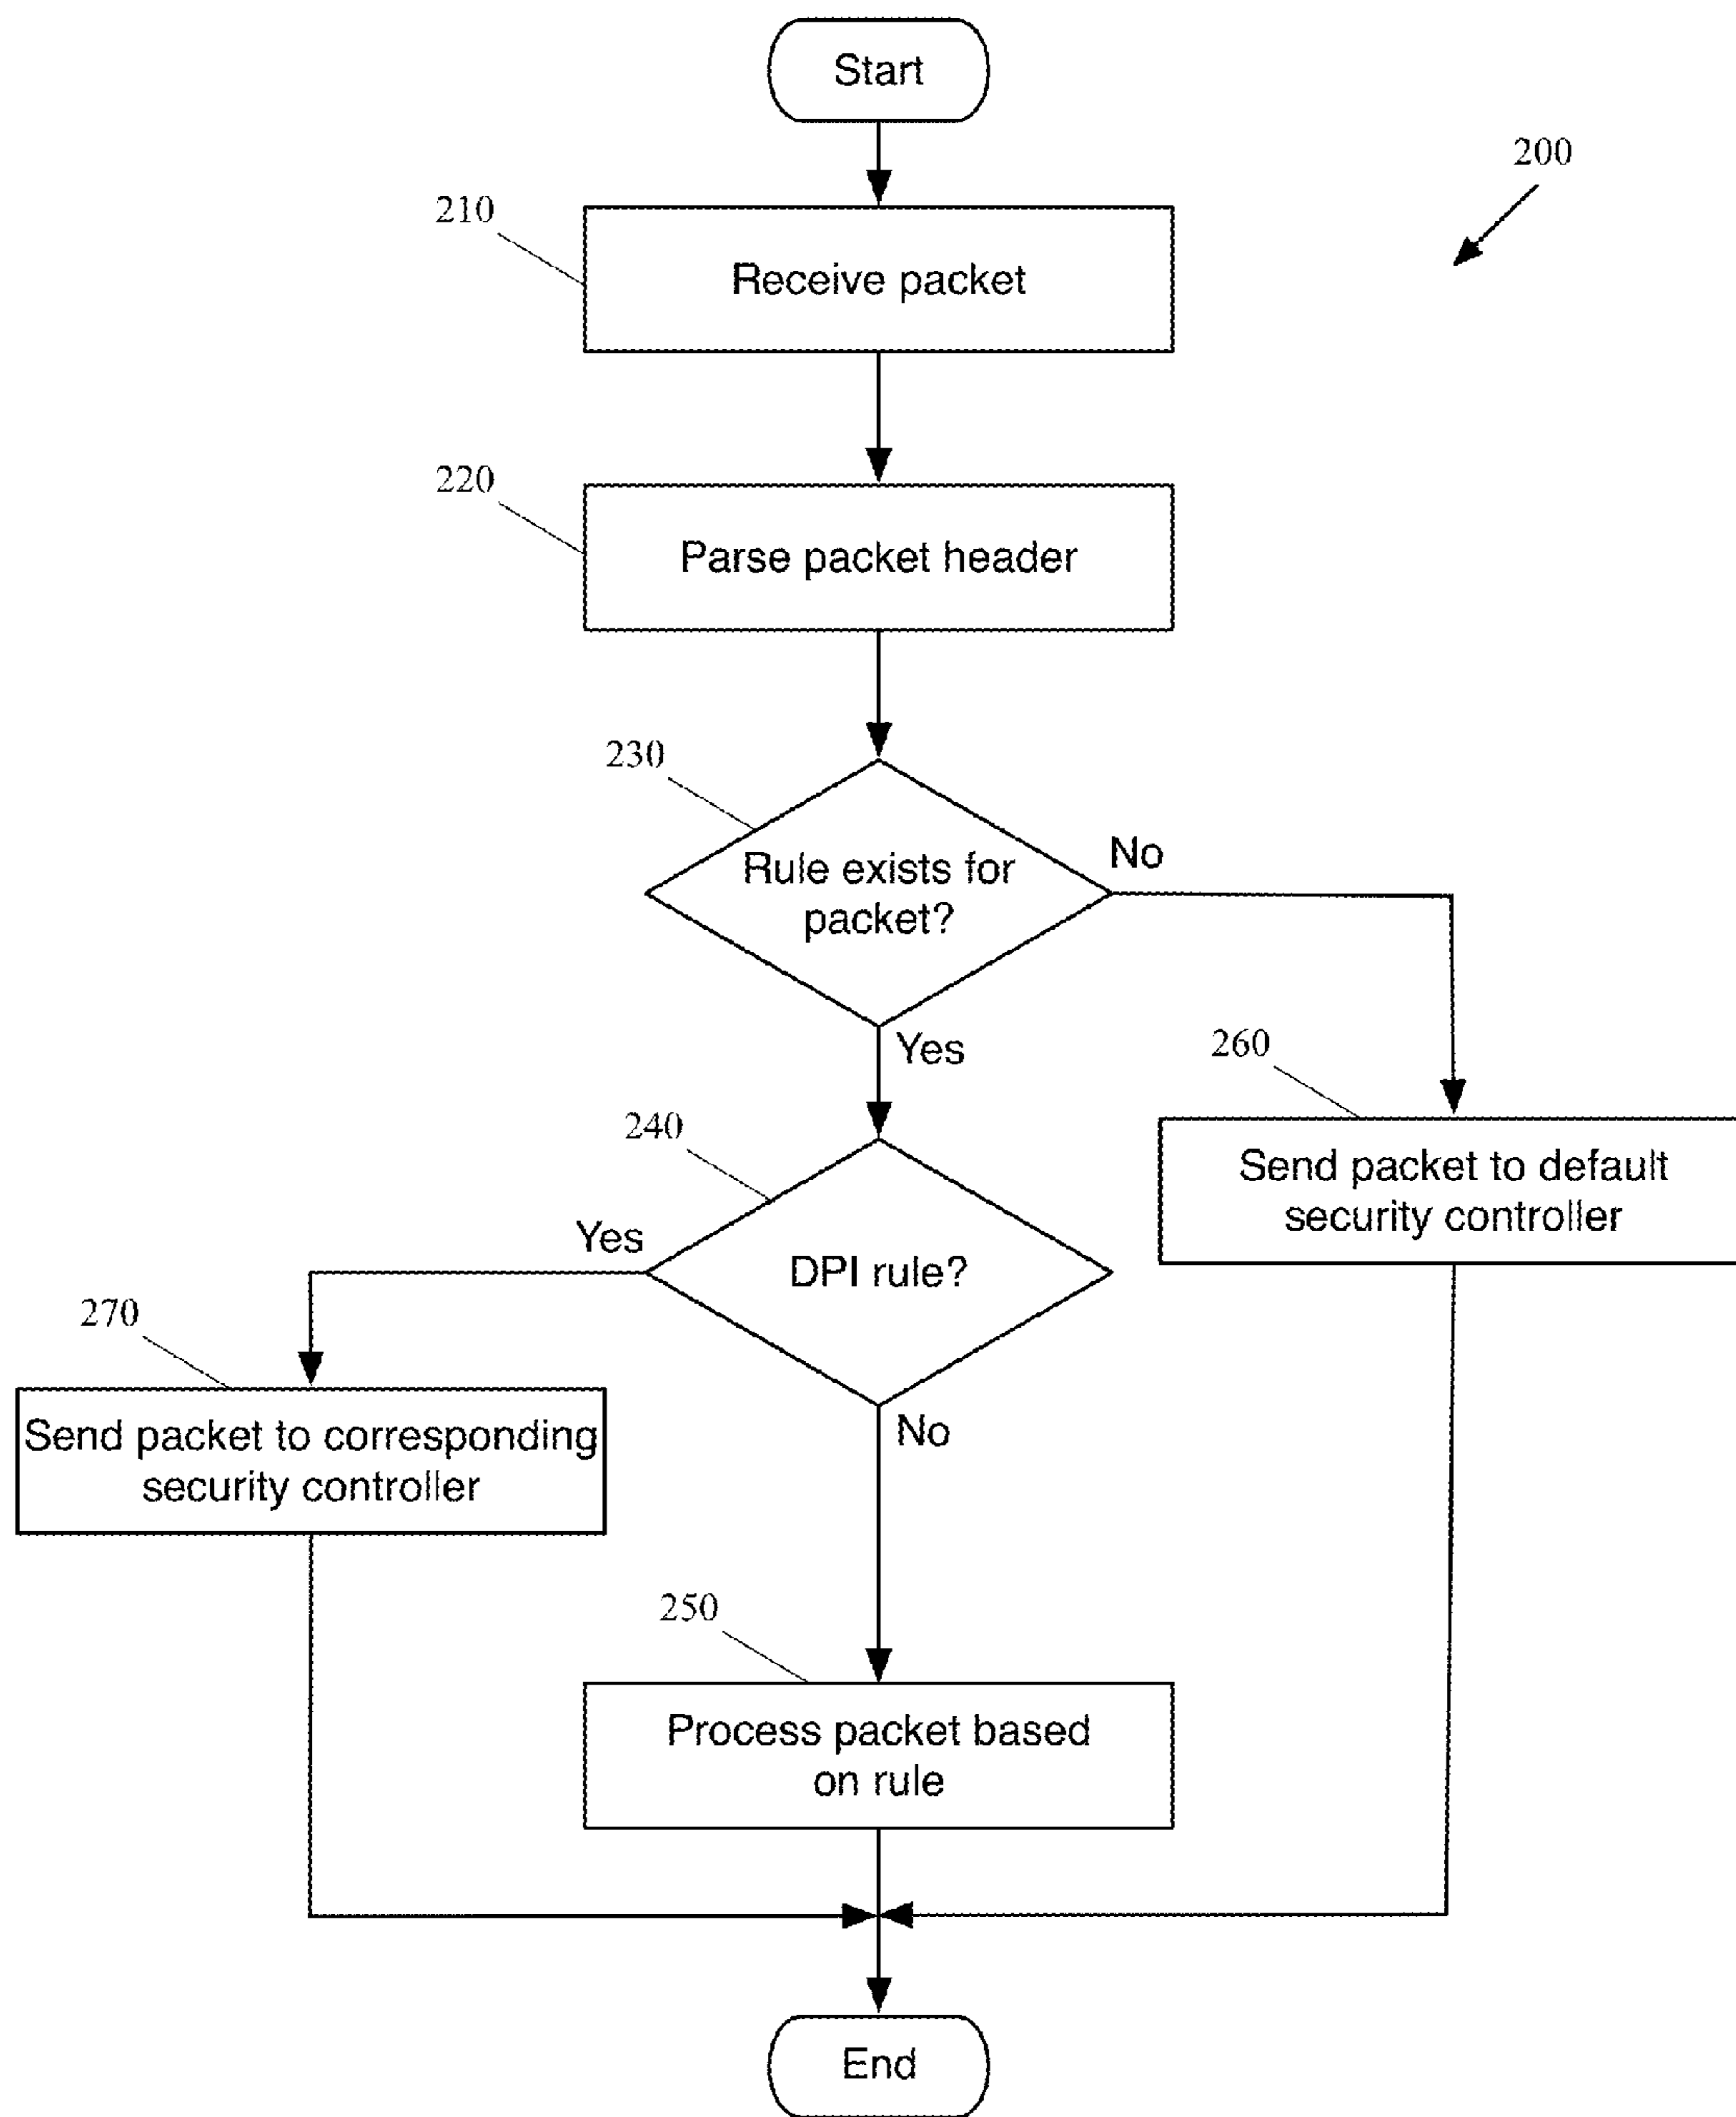 Start
200
210
Receive packet
220
Parse packet header
230
Rule exists for
packet?
No
Yes
260
Send packet to default
security controller
240
Yes
DPI rule?
270
Send packet to corresponding
security controller
No
250
Process packet based
on rule
End